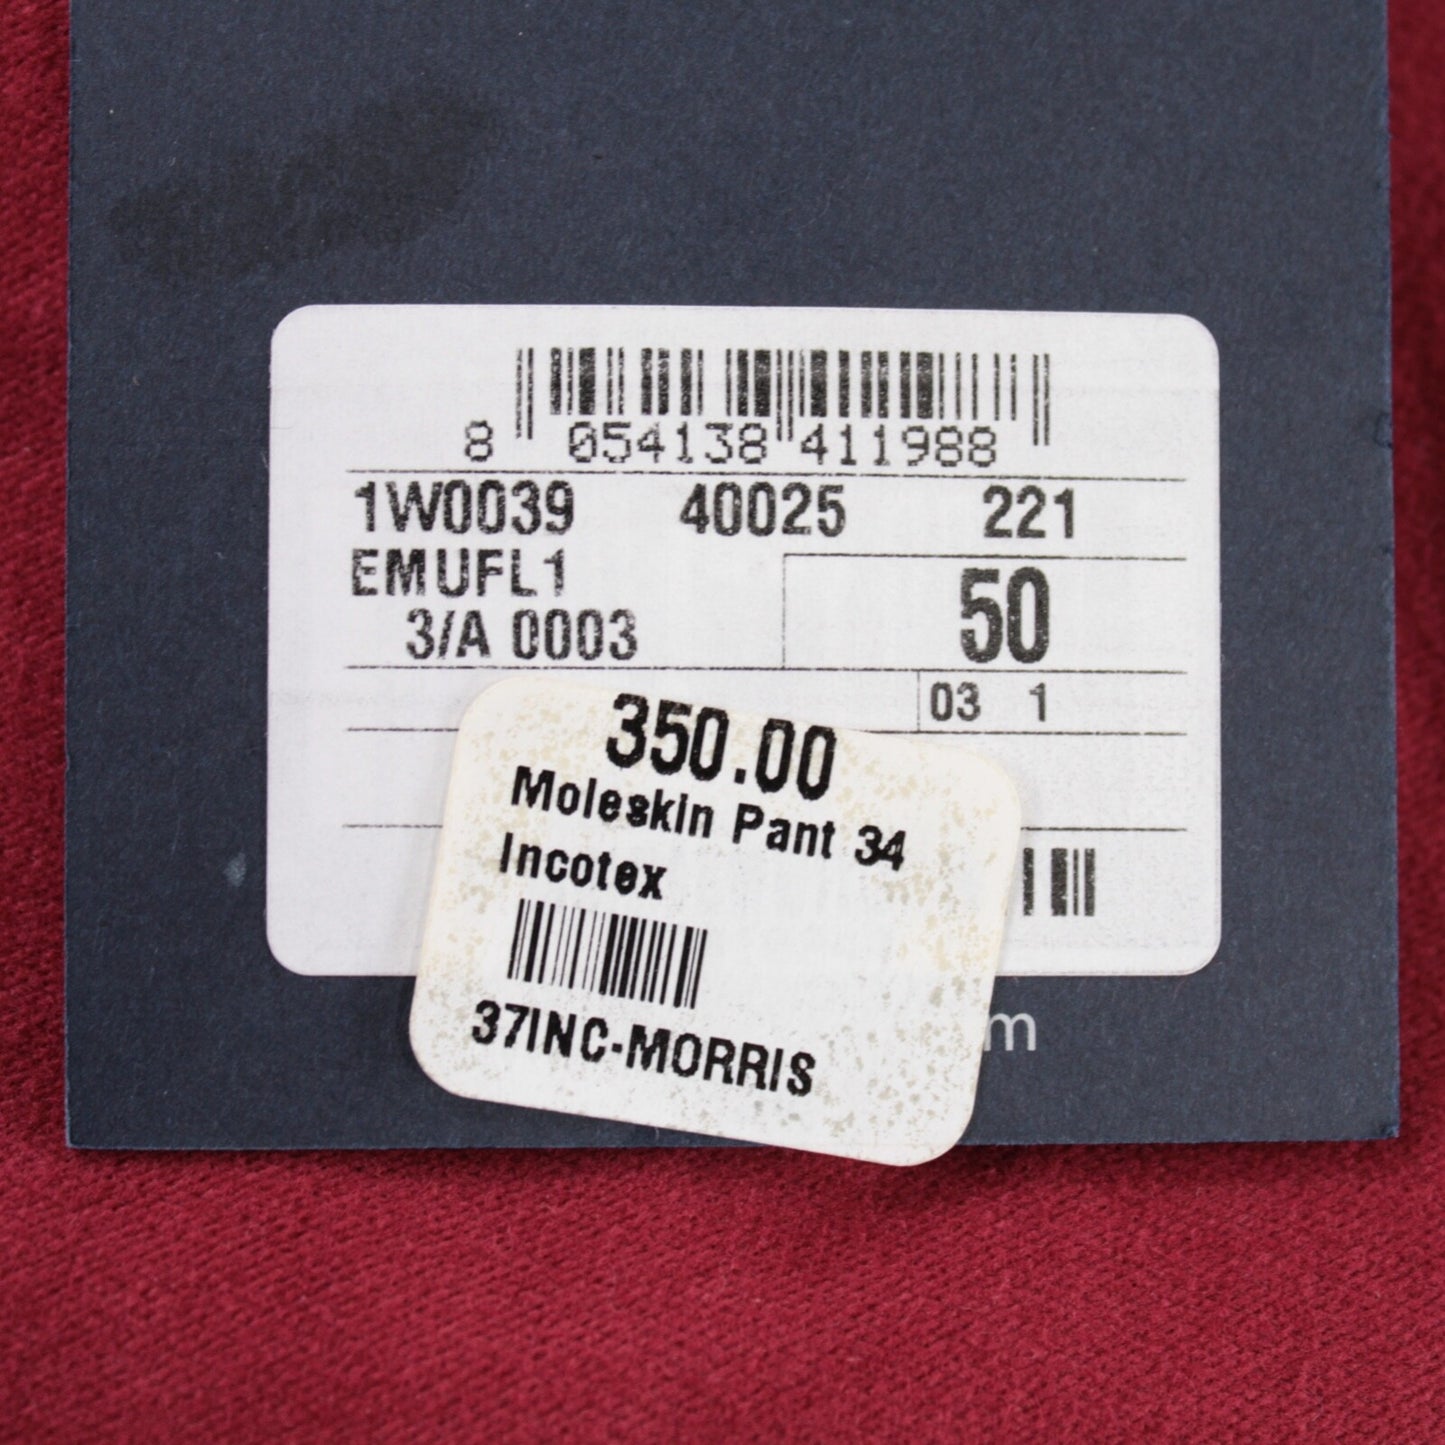 8 054138 411988
1W0039 40025 221
EMUFL1
50
3/A 0003
03 1
350.00
Moleskin Pant 34
Incotex
37INC-MORRIS
m